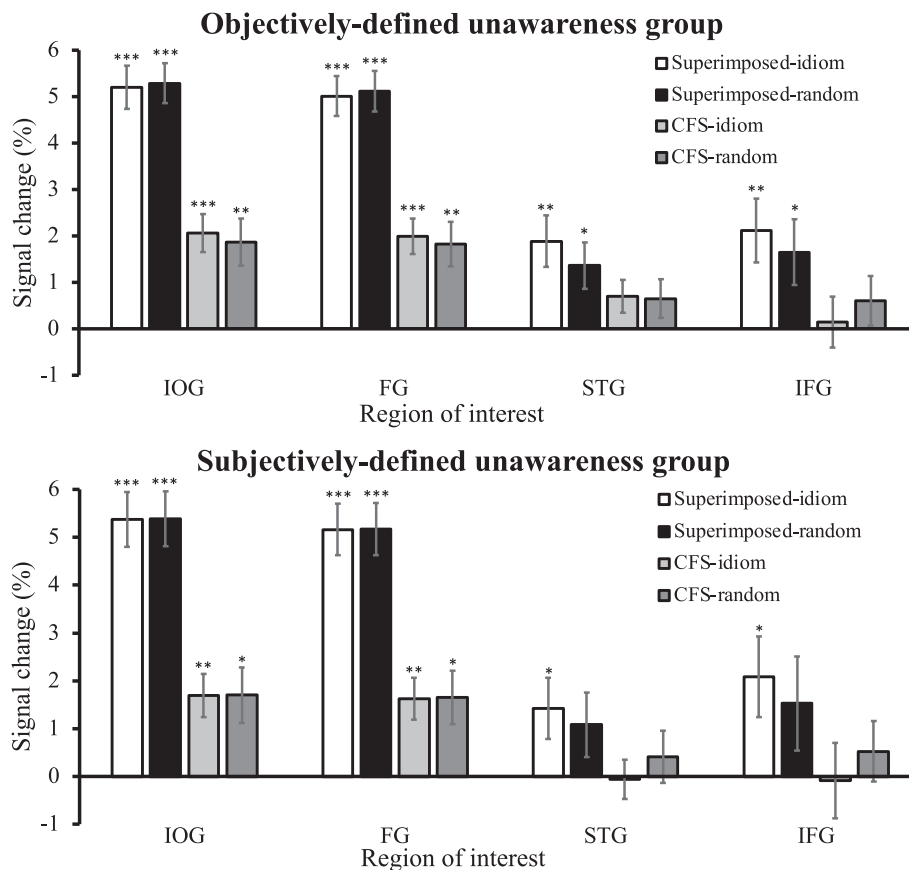 Objectively-defined unawareness group
Signal change (%)
6
5
4
3
2
1
0
-1
*** *** *** ** *** *** *** ** ** * ** *
Superimposed-idiom
Superimposed-random
CFS-idiom
CFS-random
IOG FG STG IFG
Region of interest
Subjectively-defined unawareness group
Signal change (%)
6
5
4
3
2
1
0
-1
*** *** ** * *** *** ** * * *
Superimposed-idiom
Superimposed-random
CFS-idiom
CFS-random
IOG FG STG IFG
Region of interest